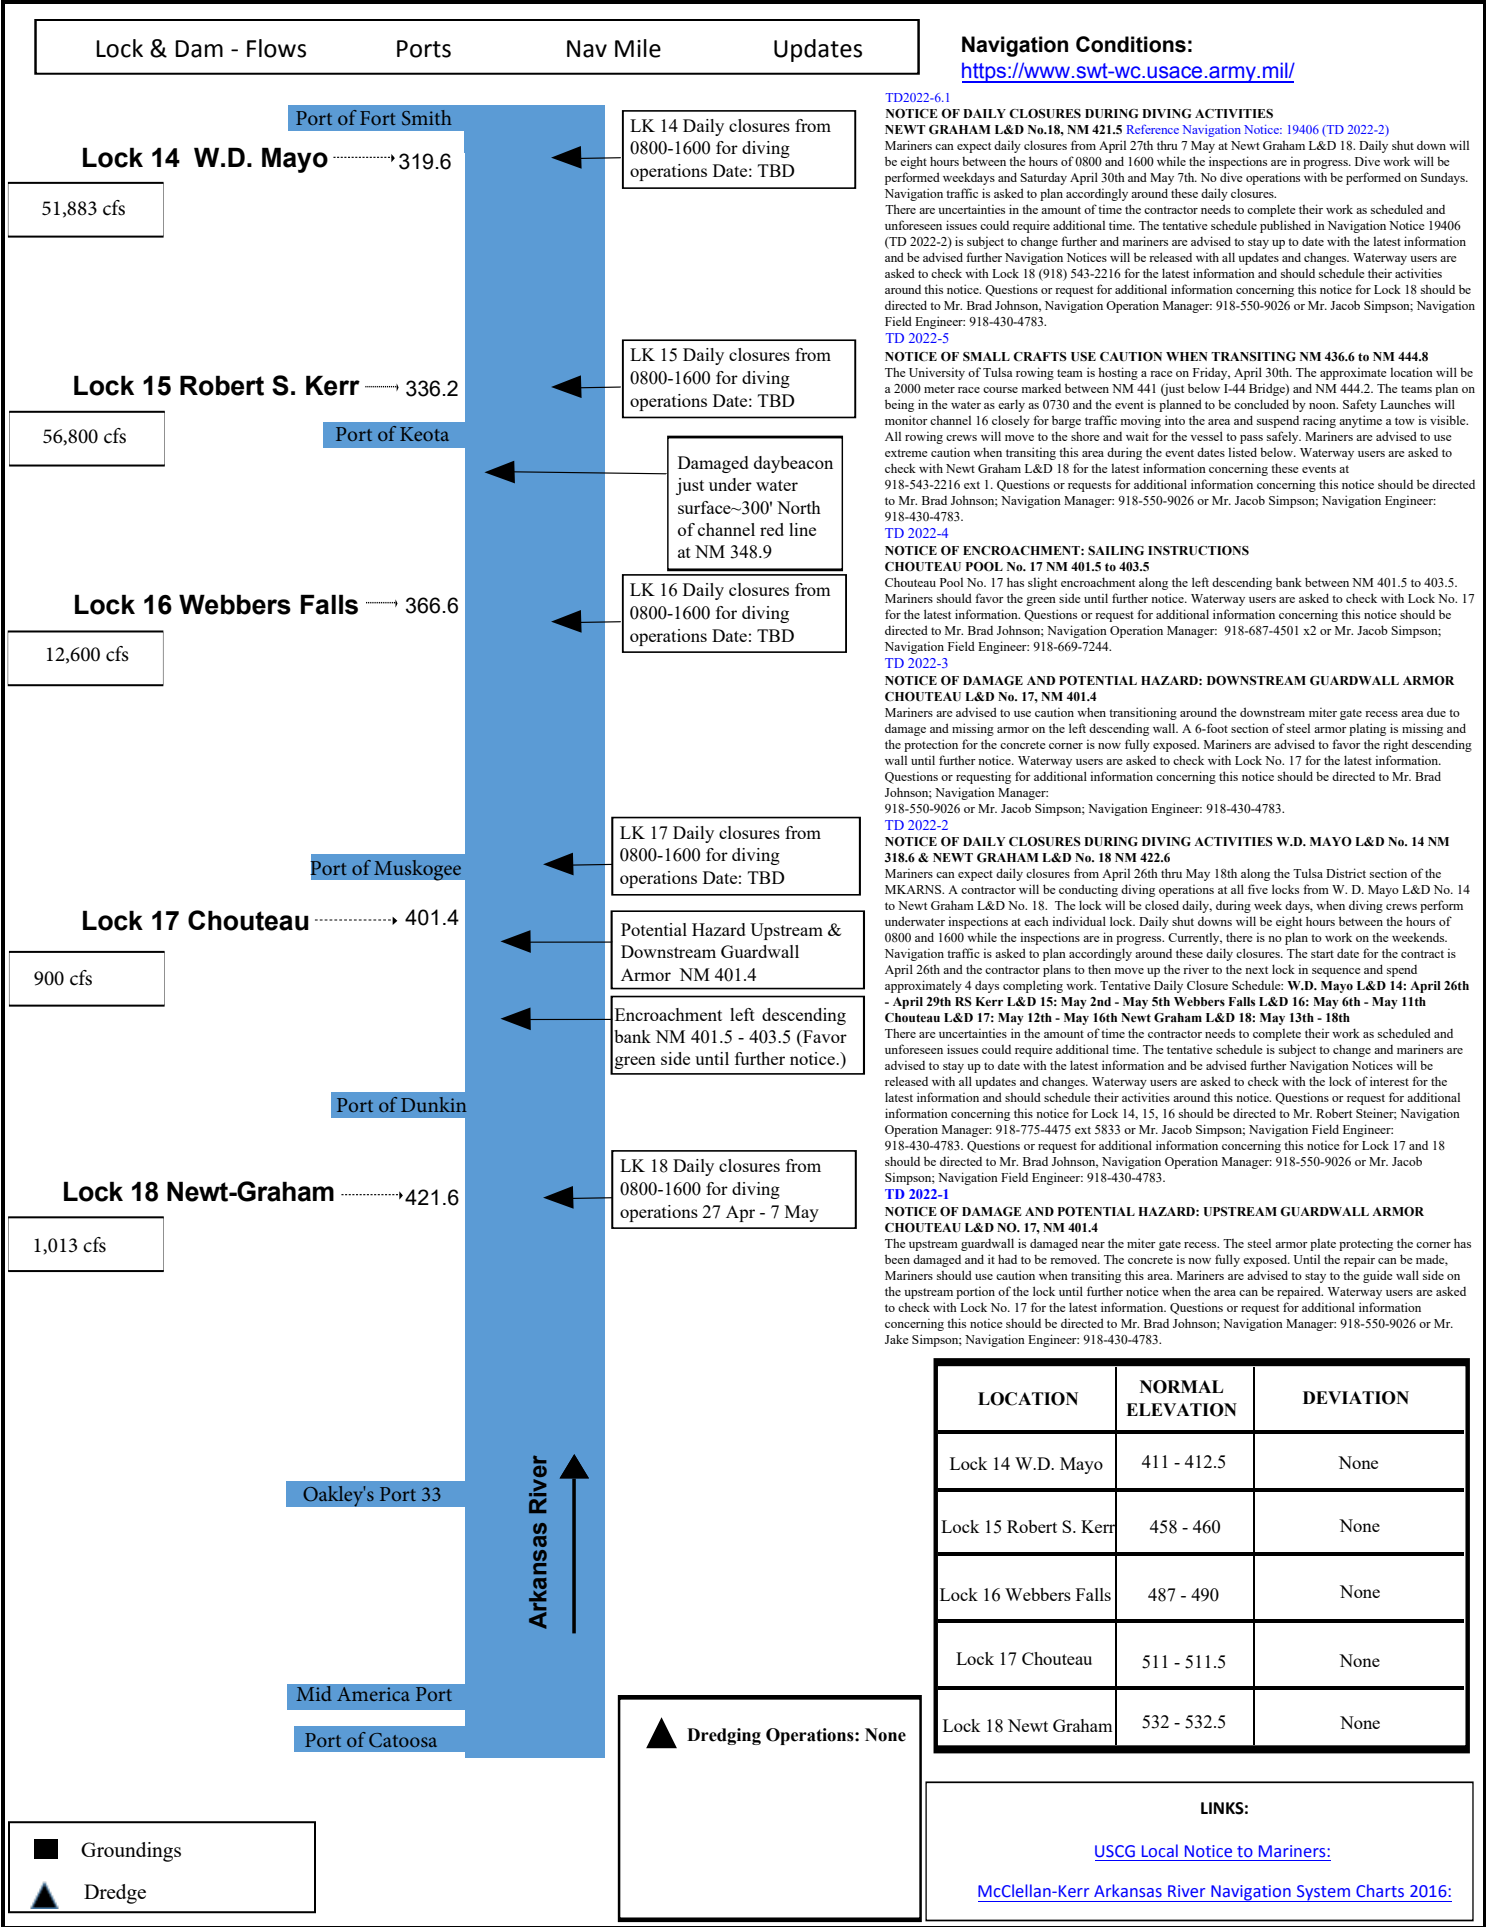 Lock & Dam - Flows Ports Nav Mile Updates
Navigation Conditions:
https://www.swt-wc.usace.army.mil/
Port of Fort Smith
Lock 14 W.D. Mayo 319.6
51,883 cfs
LK 14 Daily closures from
0800-1600 for diving
operations Date: TBD
Lock 15 Robert S. Kerr 336.2
56,800 cfs
LK 15 Daily closures from
0800-1600 for diving
operations Date: TBD
Port of Keota
Damaged daybeacon
just under water
surface~300' North
of channel red line
at NM 348.9
Lock 16 Webbers Falls 366.6
12,600 cfs
LK 16 Daily closures from
0800-1600 for diving
operations Date: TBD
Port of Muskogee
LK 17 Daily closures from
0800-1600 for diving
operations Date: TBD
Lock 17 Chouteau 401.4
900 cfs
Potential Hazard Upstream &
Downstream Guardwall
Armor NM 401.4
Encroachment left descending
bank NM 401.5 - 403.5 (Favor
green side until further notice.)
Port of Dunkin
Lock 18 Newt-Graham 421.6
1,013 cfs
LK 18 Daily closures from
0800-1600 for diving
operations 27 Apr - 7 May
Oakley's Port 33
Arkansas River
Mid America Port
Port of Catoosa
Groundings
Dredge
Dredging Operations: None
TD2022-6.1
NOTICE OF DAILY CLOSURES DURING DIVING ACTIVITIES
NEWT GRAHAM L&D No.18, NM 421.5 Reference Navigation Notice: 19406 (TD 2022-2)
Mariners can expect daily closures from April 27th thru 7 May at Newt Graham L&D 18. Daily shut down will
be eight hours between the hours of 0800 and 1600 while the inspections are in progress. Dive work will be
performed weekdays and Saturday April 30th and May 7th. No dive operations with be performed on Sundays.
Navigation traffic is asked to plan accordingly around these daily closures.
There are uncertainties in the amount of time the contractor needs to complete their work as scheduled and
unforeseen issues could require additional time. The tentative schedule published in Navigation Notice 19406
(TD 2022-2) is subject to change further and mariners are advised to stay up to date with the latest information
and be advised further Navigation Notices will be released with all updates and changes. Waterway users are
asked to check with Lock 18 (918) 543-2216 for the latest information and should schedule their activities
around this notice. Questions or request for additional information concerning this notice for Lock 18 should be
directed to Mr. Brad Johnson, Navigation Operation Manager: 918-550-9026 or Mr. Jacob Simpson; Navigation
Field Engineer: 918-430-4783.
TD 2022-5
NOTICE OF SMALL CRAFTS USE CAUTION WHEN TRANSITING NM 436.6 to NM 444.8
The University of Tulsa rowing team is hosting a race on Friday, April 30th. The approximate location will be
a 2000 meter race course marked between NM 441 (just below I-44 Bridge) and NM 444.2. The teams plan on
being in the water as early as 0730 and the event is planned to be concluded by noon. Safety Launches will
monitor channel 16 closely for barge traffic moving into the area and suspend racing anytime a tow is visible.
All rowing crews will move to the shore and wait for the vessel to pass safely. Mariners are advised to use
extreme caution when transiting this area during the event dates listed below. Waterway users are asked to
check with Newt Graham L&D 18 for the latest information concerning these events at
918-543-2216 ext 1. Questions or requests for additional information concerning this notice should be directed
to Mr. Brad Johnson; Navigation Manager: 918-550-9026 or Mr. Jacob Simpson; Navigation Engineer:
918-430-4783.
TD 2022-4
NOTICE OF ENCROACHMENT: SAILING INSTRUCTIONS
CHOUTEAU POOL No. 17 NM 401.5 to 403.5
Chouteau Pool No. 17 has slight encroachment along the left descending bank between NM 401.5 to 403.5.
Mariners should favor the green side until further notice. Waterway users are asked to check with Lock No. 17
for the latest information. Questions or request for additional information concerning this notice should be
directed to Mr. Brad Johnson; Navigation Operation Manager: 918-687-4501 x2 or Mr. Jacob Simpson;
Navigation Field Engineer: 918-669-7244.
TD 2022-3
NOTICE OF DAMAGE AND POTENTIAL HAZARD: DOWNSTREAM GUARDWALL ARMOR
CHOUTEAU L&D No. 17, NM 401.4
Mariners are advised to use caution when transitioning around the downstream miter gate recess area due to
damage and missing armor on the left descending wall. A 6-foot section of steel armor plating is missing and
the protection for the concrete corner is now fully exposed. Mariners are advised to favor the right descending
wall until further notice. Waterway users are asked to check with Lock No. 17 for the latest information.
Questions or requesting for additional information concerning this notice should be directed to Mr. Brad
Johnson; Navigation Manager:
918-550-9026 or Mr. Jacob Simpson; Navigation Engineer: 918-430-4783.
TD 2022-2
NOTICE OF DAILY CLOSURES DURING DIVING ACTIVITIES W.D. MAYO L&D No. 14 NM
318.6 & NEWT GRAHAM L&D No. 18 NM 422.6
Mariners can expect daily closures from April 26th thru May 18th along the Tulsa District section of the
MKARNS. A contractor will be conducting diving operations at all five locks from W. D. Mayo L&D No. 14
to Newt Graham L&D No. 18. The lock will be closed daily, during week days, when diving crews perform
underwater inspections at each individual lock. Daily shut downs will be eight hours between the hours of
0800 and 1600 while the inspections are in progress. Currently, there is no plan to work on the weekends.
Navigation traffic is asked to plan accordingly around these daily closures. The start date for the contract is
April 26th and the contractor plans to then move up the river to the next lock in sequence and spend
approximately 4 days completing work. Tentative Daily Closure Schedule: W.D. Mayo L&D 14: April 26th
- April 29th RS Kerr L&D 15: May 2nd - May 5th Webbers Falls L&D 16: May 6th - May 11th
Chouteau L&D 17: May 12th - May 16th Newt Graham L&D 18: May 13th - 18th
There are uncertainties in the amount of time the contractor needs to complete their work as scheduled and
unforeseen issues could require additional time. The tentative schedule is subject to change and mariners are
advised to stay up to date with the latest information and be advised further Navigation Notices will be
released with all updates and changes. Waterway users are asked to check with the lock of interest for the
latest information and should schedule their activities around this notice. Questions or request for additional
information concerning this notice for Lock 14, 15, 16 should be directed to Mr. Robert Steiner; Navigation
Operation Manager: 918-775-4475 ext 5833 or Mr. Jacob Simpson; Navigation Field Engineer:
918-430-4783. Questions or request for additional information concerning this notice for Lock 17 and 18
should be directed to Mr. Brad Johnson, Navigation Operation Manager: 918-550-9026 or Mr. Jacob
Simpson; Navigation Field Engineer: 918-430-4783.
TD 2022-1
NOTICE OF DAMAGE AND POTENTIAL HAZARD: UPSTREAM GUARDWALL ARMOR
CHOUTEAU L&D NO. 17, NM 401.4
The upstream guardwall is damaged near the miter gate recess. The steel armor plate protecting the corner has
been damaged and it had to be removed. The concrete is now fully exposed. Until the repair can be made,
Mariners should use caution when transiting this area. Mariners are advised to stay to the guide wall side on
the upstream portion of the lock until further notice when the area can be repaired. Waterway users are asked
to check with Lock No. 17 for the latest information. Questions or request for additional information
concerning this notice should be directed to Mr. Brad Johnson; Navigation Manager: 918-550-9026 or Mr.
Jake Simpson; Navigation Engineer: 918-430-4783.
LOCATION NORMAL ELEVATION DEVIATION
Lock 14 W.D. Mayo 411 - 412.5 None
Lock 15 Robert S. Kerr 458 - 460 None
Lock 16 Webbers Falls 487 - 490 None
Lock 17 Chouteau 511 - 511.5 None
Lock 18 Newt Graham 532 - 532.5 None
LINKS:
USCG Local Notice to Mariners:
McClellan-Kerr Arkansas River Navigation System Charts 2016: